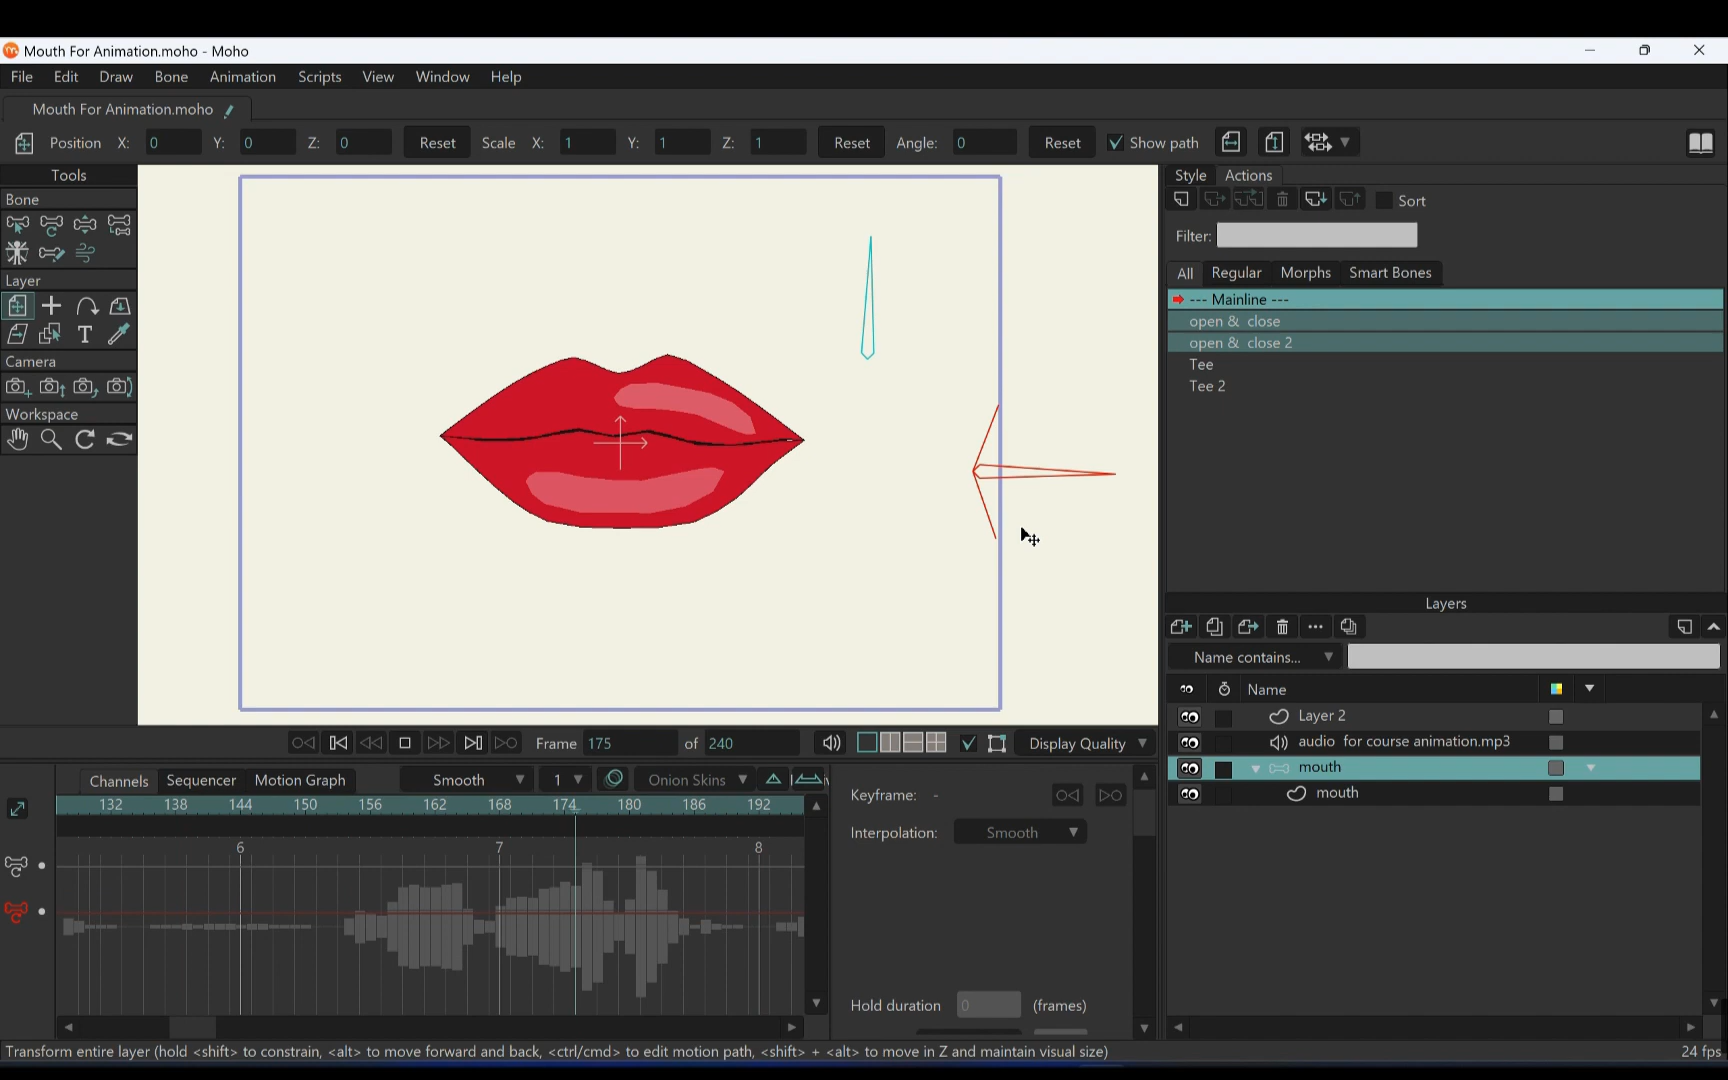 Mouth For Animation.moho - Moho
File Edit Draw Bone Animation Scripts View Window Help
Mouth For Animation.moho
Position X: 0 Y: 0 Z: 0 Reset Scale X: 1 Y: 1 Z: 1 Reset Angle: 0 Reset Show path
Tools
Bone
Layer
Camera
Workspace
Style Actions
Sort
Filter:
All Regular Morphs Smart Bones
--- Mainline ---
open & close
open & close 2
Tee
Tee 2
Layers
Name contains...
Name
Layer 2
audio for course animation.mp3
mouth
mouth
Frame 175 of 240 Display Quality
Channels Sequencer Motion Graph Smooth 1 Onion Skins
132 138 144 150 156 162 168 174 180 186 192
6 7 8
Keyframe: -
Interpolation: Smooth
Hold duration 0 (frames)
Transform entire layer (hold <shift> to constrain, <alt> to move forward and back, <ctrl/cmd> to edit motion path, <shift> + <alt> to move in Z and maintain visual size)
24 fps